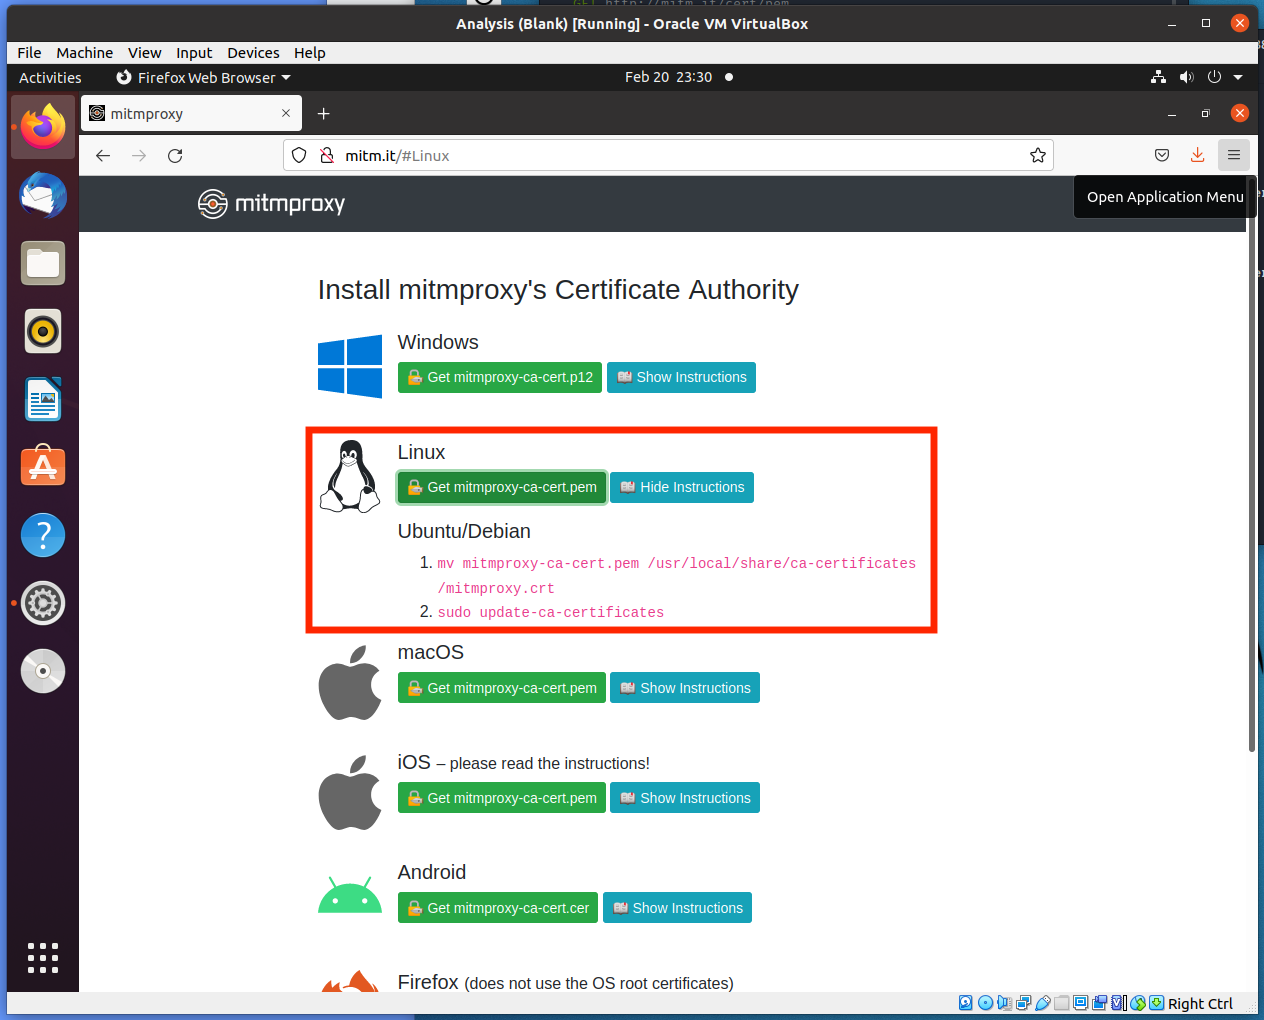 http://mitm.it/cert/pem
Analysis (Blank) [Running] - Oracle VM VirtualBox
File Machine View Input Devices Help
Activities Firefox Web Browser Feb 20 23:30
mitmproxy
mitm.it/#Linux
mitmproxy
Open Application Menu
Install mitmproxy's Certificate Authority
Windows
Get mitmproxy-ca-cert.p12 Show Instructions
Linux
Get mitmproxy-ca-cert.pem Hide Instructions
Ubuntu/Debian
1. mv mitmproxy-ca-cert.pem /usr/local/share/ca-certificates
/mitmproxy.crt
2. sudo update-ca-certificates
macOS
Get mitmproxy-ca-cert.pem Show Instructions
iOS – please read the instructions!
Get mitmproxy-ca-cert.pem Show Instructions
Android
Get mitmproxy-ca-cert.cer Show Instructions
Firefox (does not use the OS root certificates)
Right Ctrl